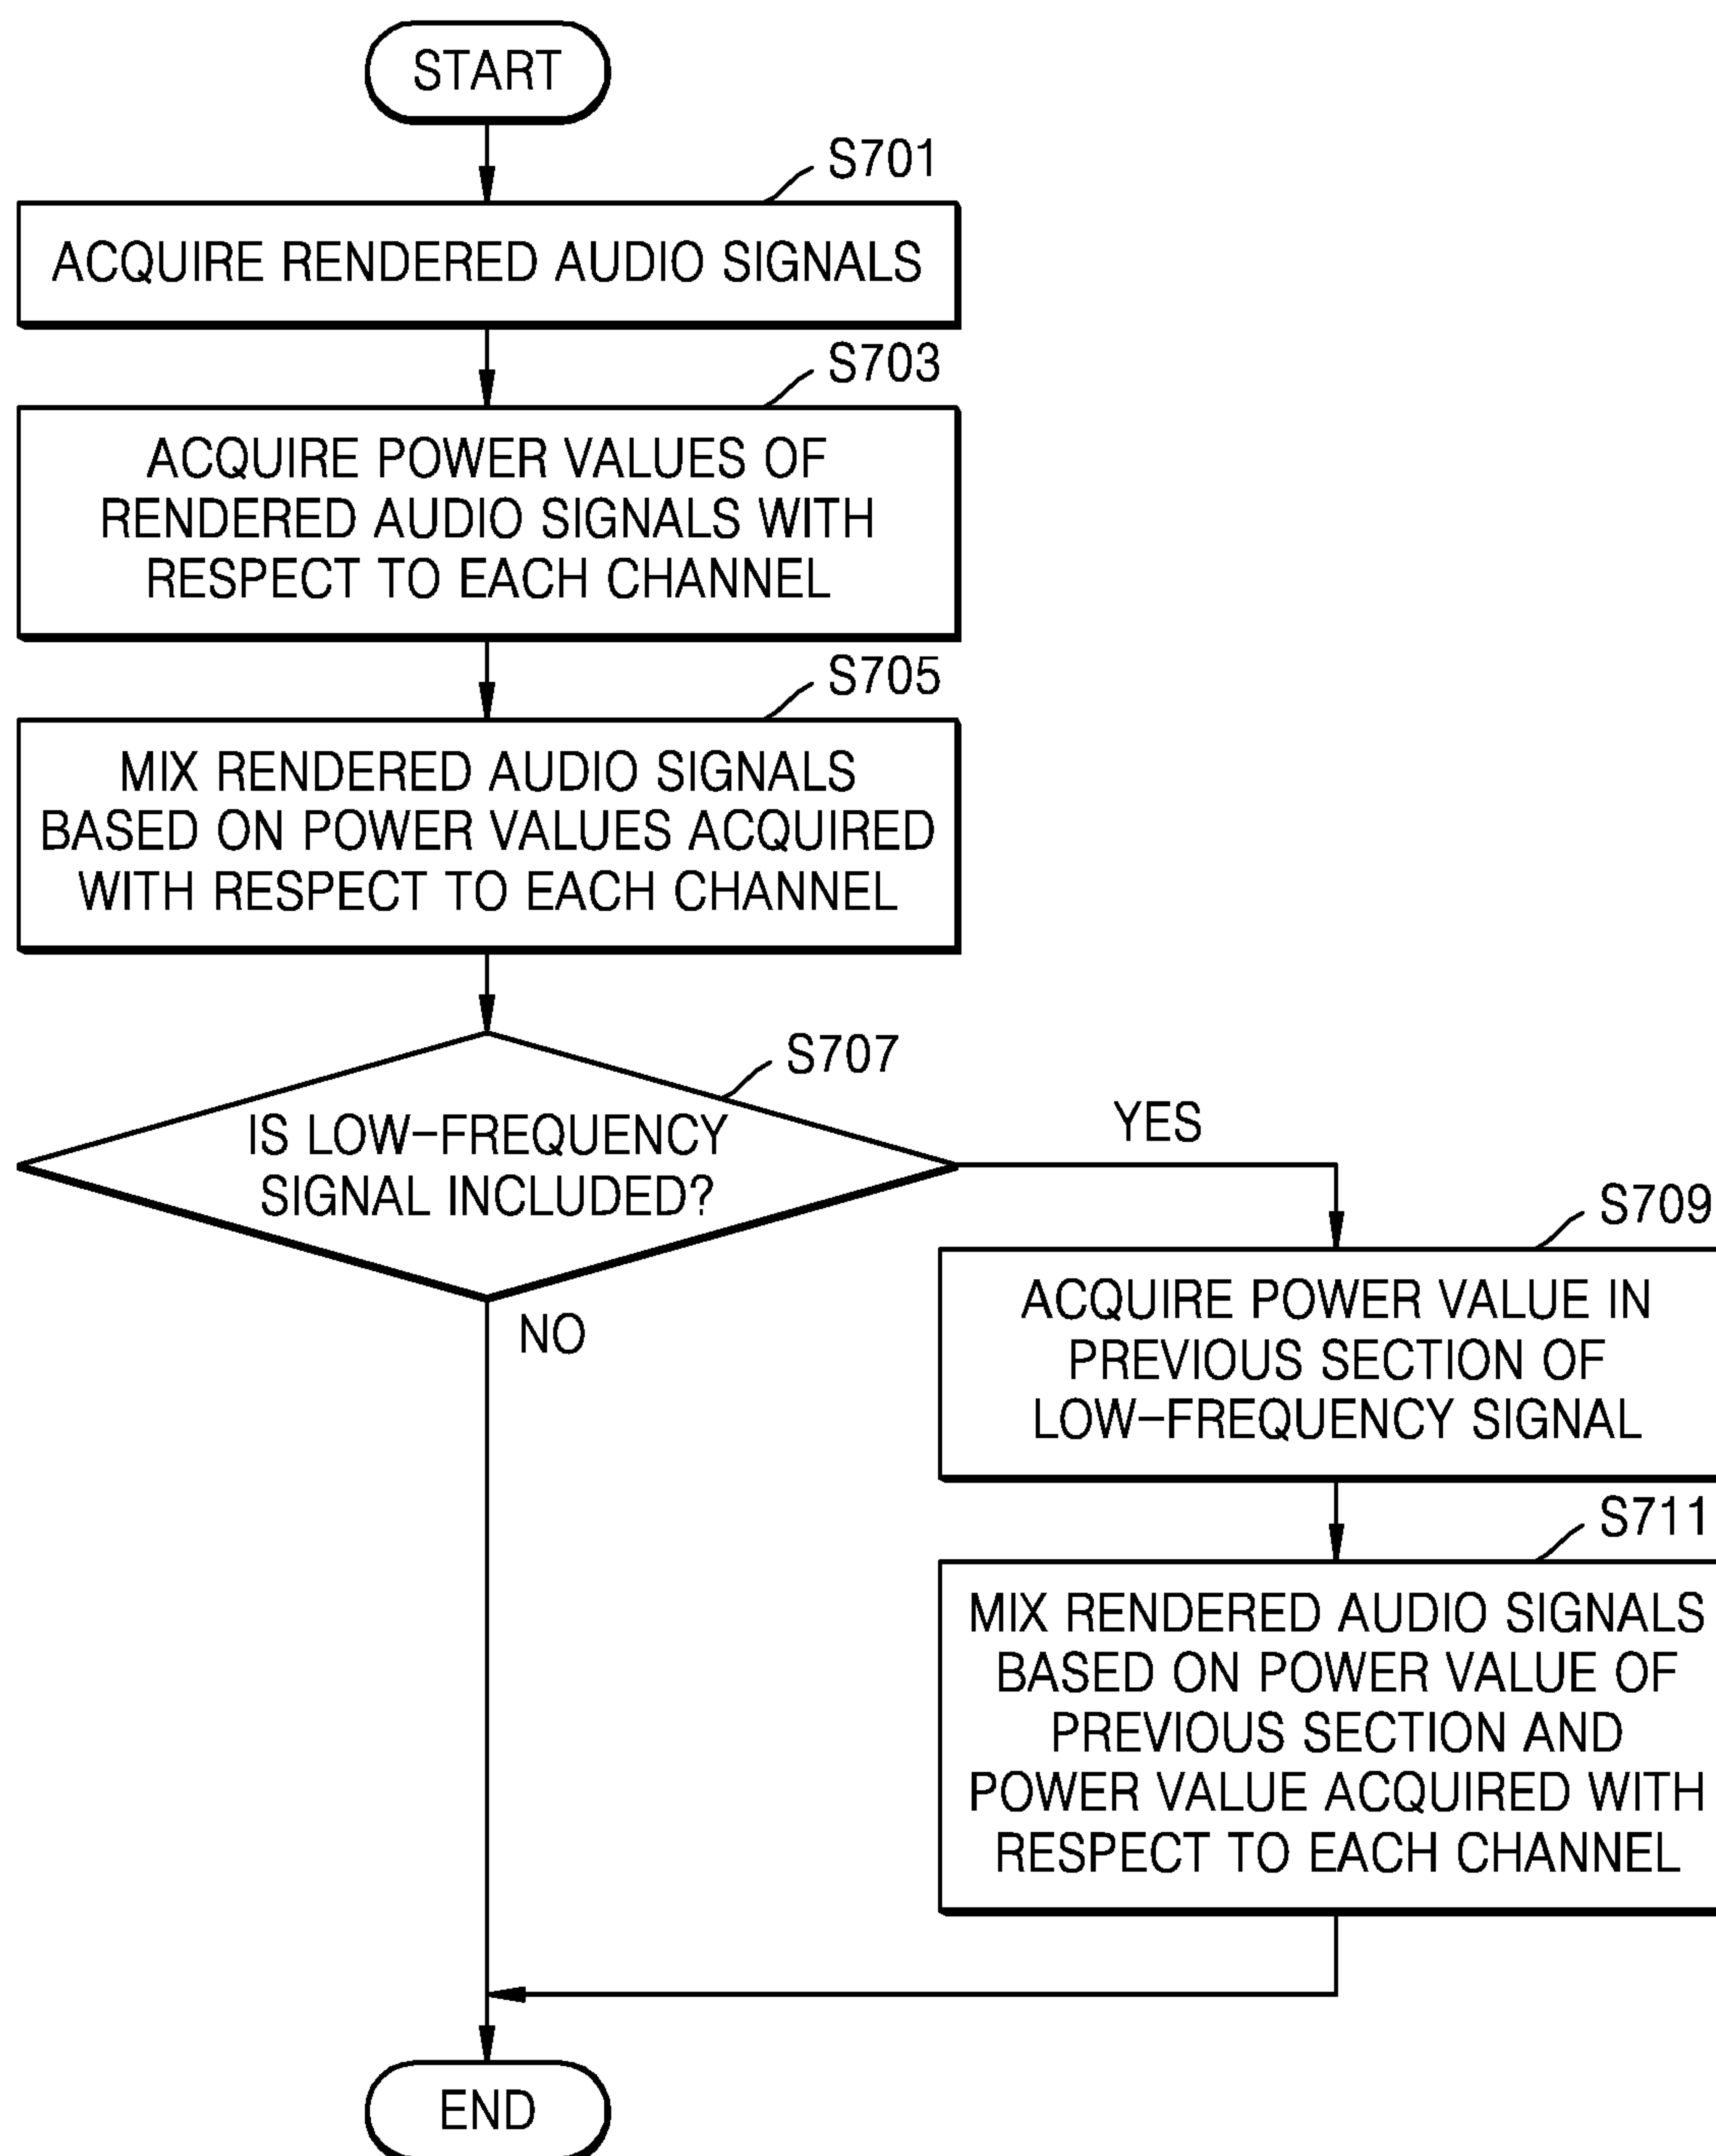 START
S701
ACQUIRE RENDERED AUDIO SIGNALS
S703
ACQUIRE POWER VALUES OF
RENDERED AUDIO SIGNALS WITH
RESPECT TO EACH CHANNEL
S705
MIX RENDERED AUDIO SIGNALS
BASED ON POWER VALUES ACQUIRED
WITH RESPECT TO EACH CHANNEL
S707
IS LOW-FREQUENCY
SIGNAL INCLUDED?
YES
NO
S709
ACQUIRE POWER VALUE IN
PREVIOUS SECTION OF
LOW-FREQUENCY SIGNAL
S711
MIX RENDERED AUDIO SIGNALS
BASED ON POWER VALUE OF
PREVIOUS SECTION AND
POWER VALUE ACQUIRED WITH
RESPECT TO EACH CHANNEL
END